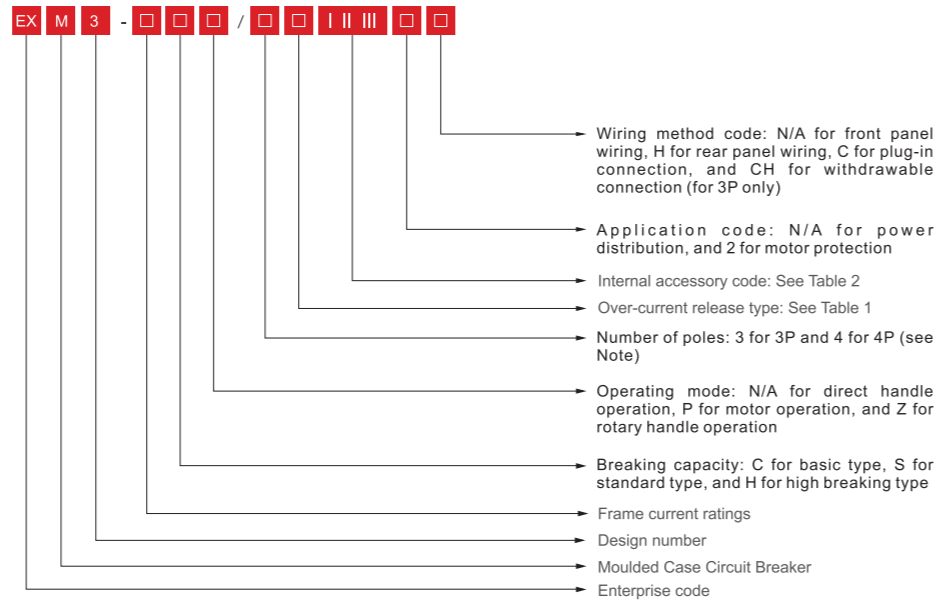 EX M 3 - □ □ □ / □ □ I II III □ □
Wiring method code: N/A for front panel
wiring, H for rear panel wiring, C for plug-in
connection, and CH for withdrawable
connection (for 3P only)
Application code: N/A for power
distribution, and 2 for motor protection
Internal accessory code: See Table 2
Over-current release type: See Table 1
Number of poles: 3 for 3P and 4 for 4P (see
Note)
Operating mode: N/A for direct handle
operation, P for motor operation, and Z for
rotary handle operation
Breaking capacity: C for basic type, S for
standard type, and H for high breaking type
Frame current ratings
Design number
Moulded Case Circuit Breaker
Enterprise code